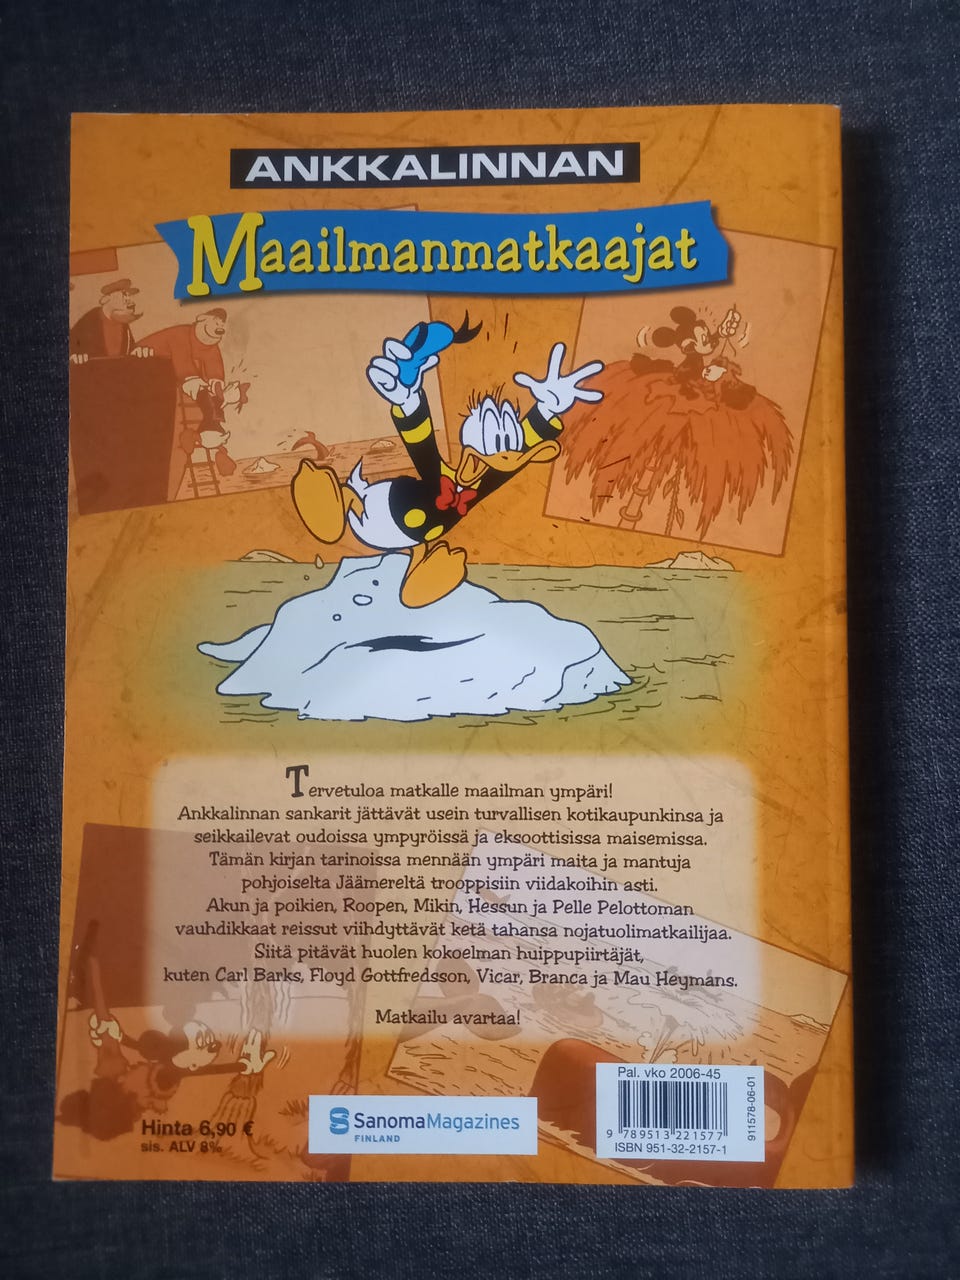 ANKKALINNAN
Maailmanmatkaajat
Tervetuloa matkalle maailman ympäri!
Ankkalinnan sankarit jättävät usein turvallisen kotikaupunkinsa ja
seikkailevat oudoissa ympyröissä ja eksoottisissa maisemissa.
Tämän kirjan tarinoissa mennään ympäri maita ja mantuja
pohjoiselta Jäämereltä trooppisiin viidakoihin asti.
Akun ja poikien, Roopen, Mikin, Hessun ja Pelle Pelottoman
vauhdikkaat reissut viihdyttävät ketä tahansa nojatuolimatkailijaa.
Siitä pitävät huolen kokoelman huippupiirtäjät,
kuten Carl Barks, Floyd Gottfredsson, Vicar, Branca ja Mau Heymans.
Matkailu avartaa!
Hinta 6,90 €
sis. ALV 8%
SanomaMagazines
FINLAND
Pal. vko 2006-45
9 789513 221577
ISBN 951-32-2157-1
911578-06-01